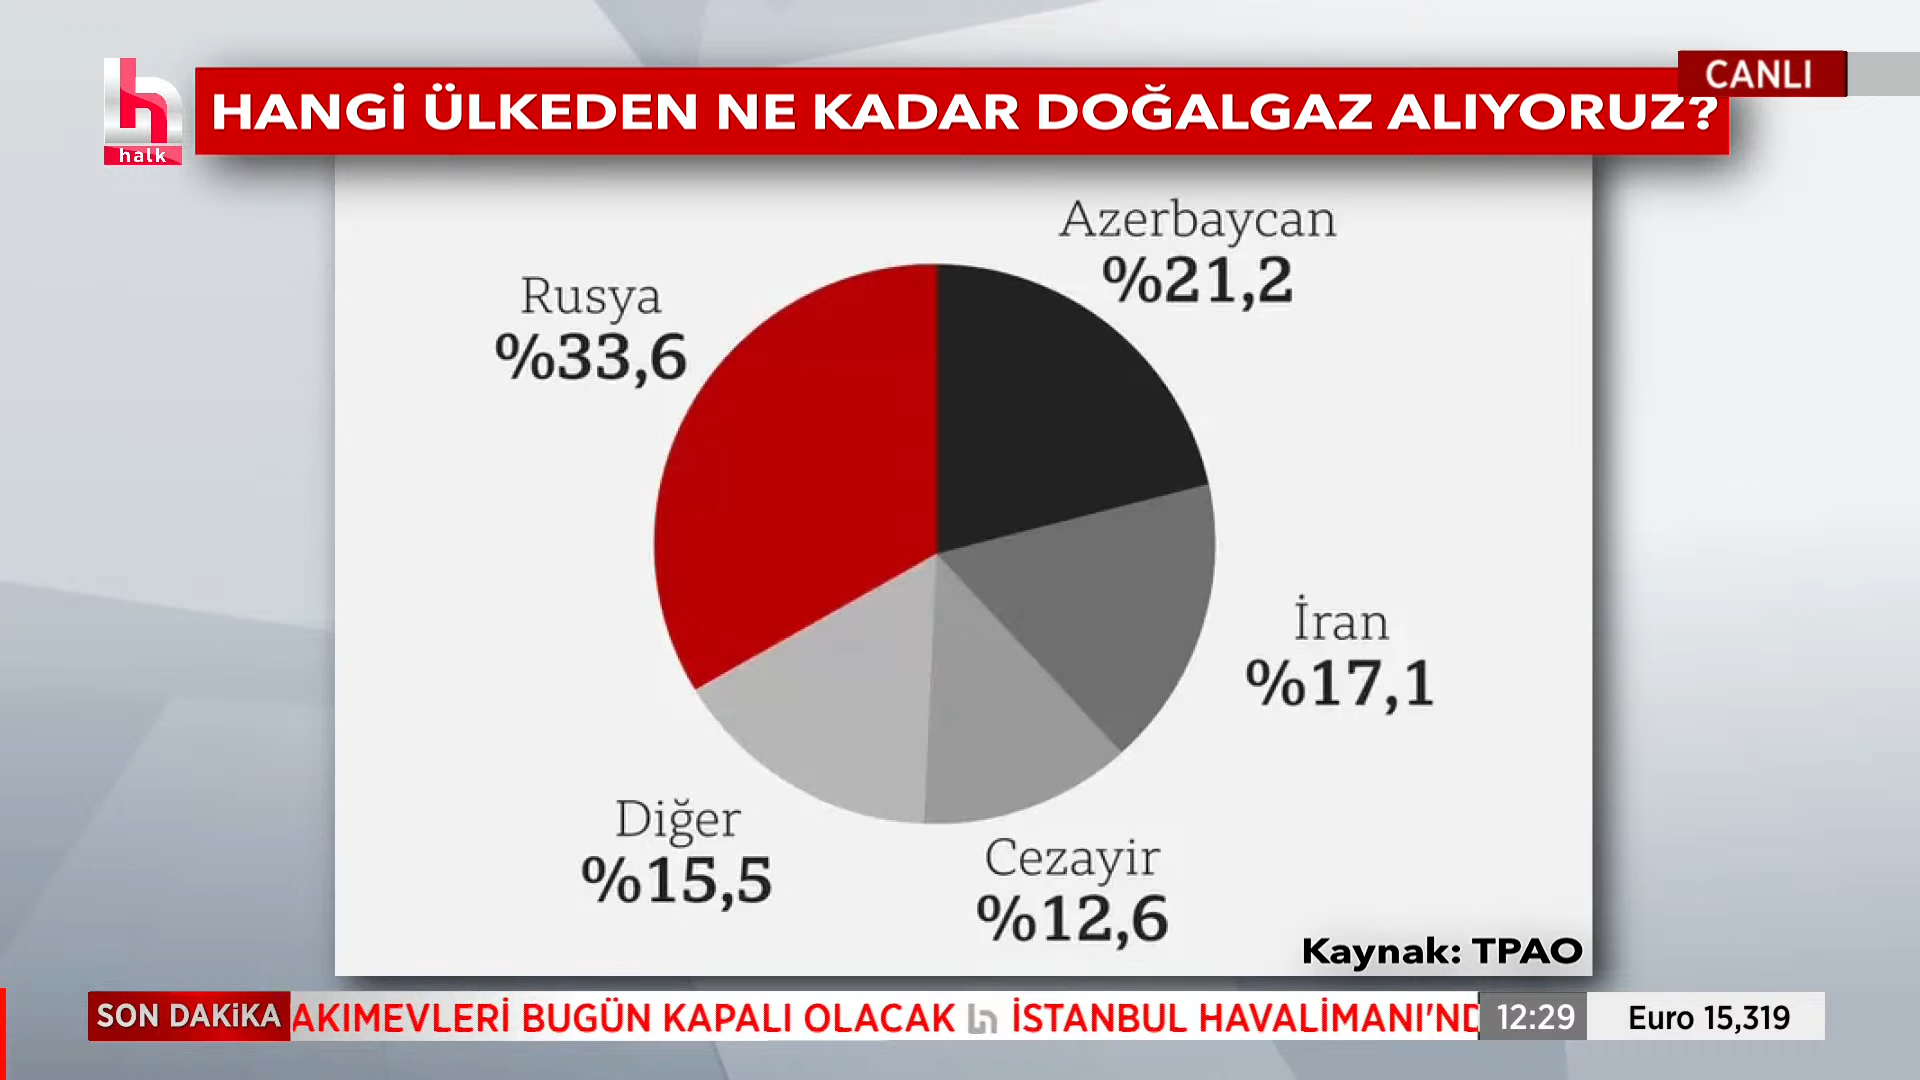 h
halk
CANLI
HANGİ ÜLKEDEN NE KADAR DOĞALGAZ ALIYORUZ?
Azerbaycan
%21,2
Rusya
%33,6
İran
%17,1
Diğer
%15,5
Cezayir
%12,6
Kaynak: TPAO
SON DAKİKA AKIMEVLERİ BUGÜN KAPALI OLACAK h İSTANBUL HAVALİMANI'ND 12:29 Euro 15,319